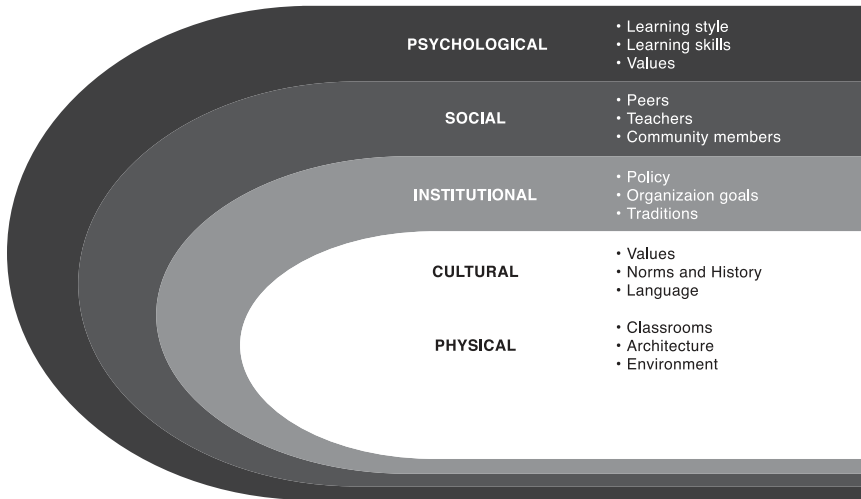 PSYCHOLOGICAL
• Learning style
• Learning skills
• Values
SOCIAL
• Peers
• Teachers
• Community members
INSTITUTIONAL
• Policy
• Organizaion goals
• Traditions
CULTURAL
• Values
• Norms and History
• Language
PHYSICAL
• Classrooms
• Architecture
• Environment